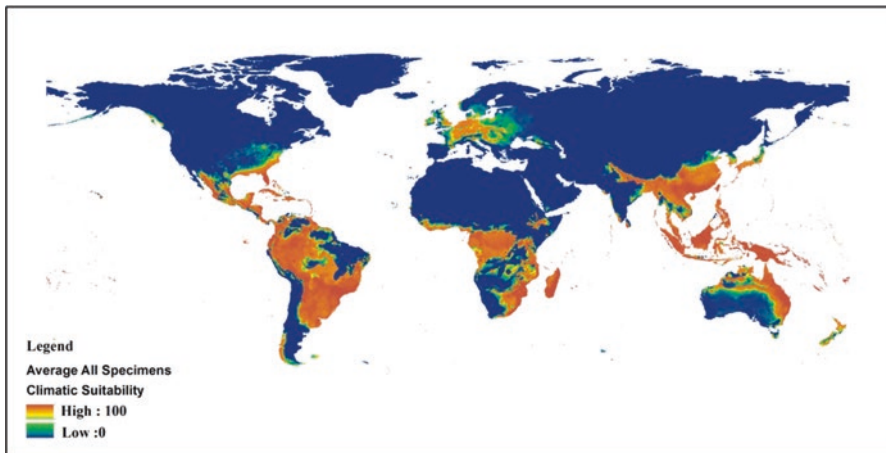 Legend
Average All Specimens
Climatic Suitability
High : 100
Low :0